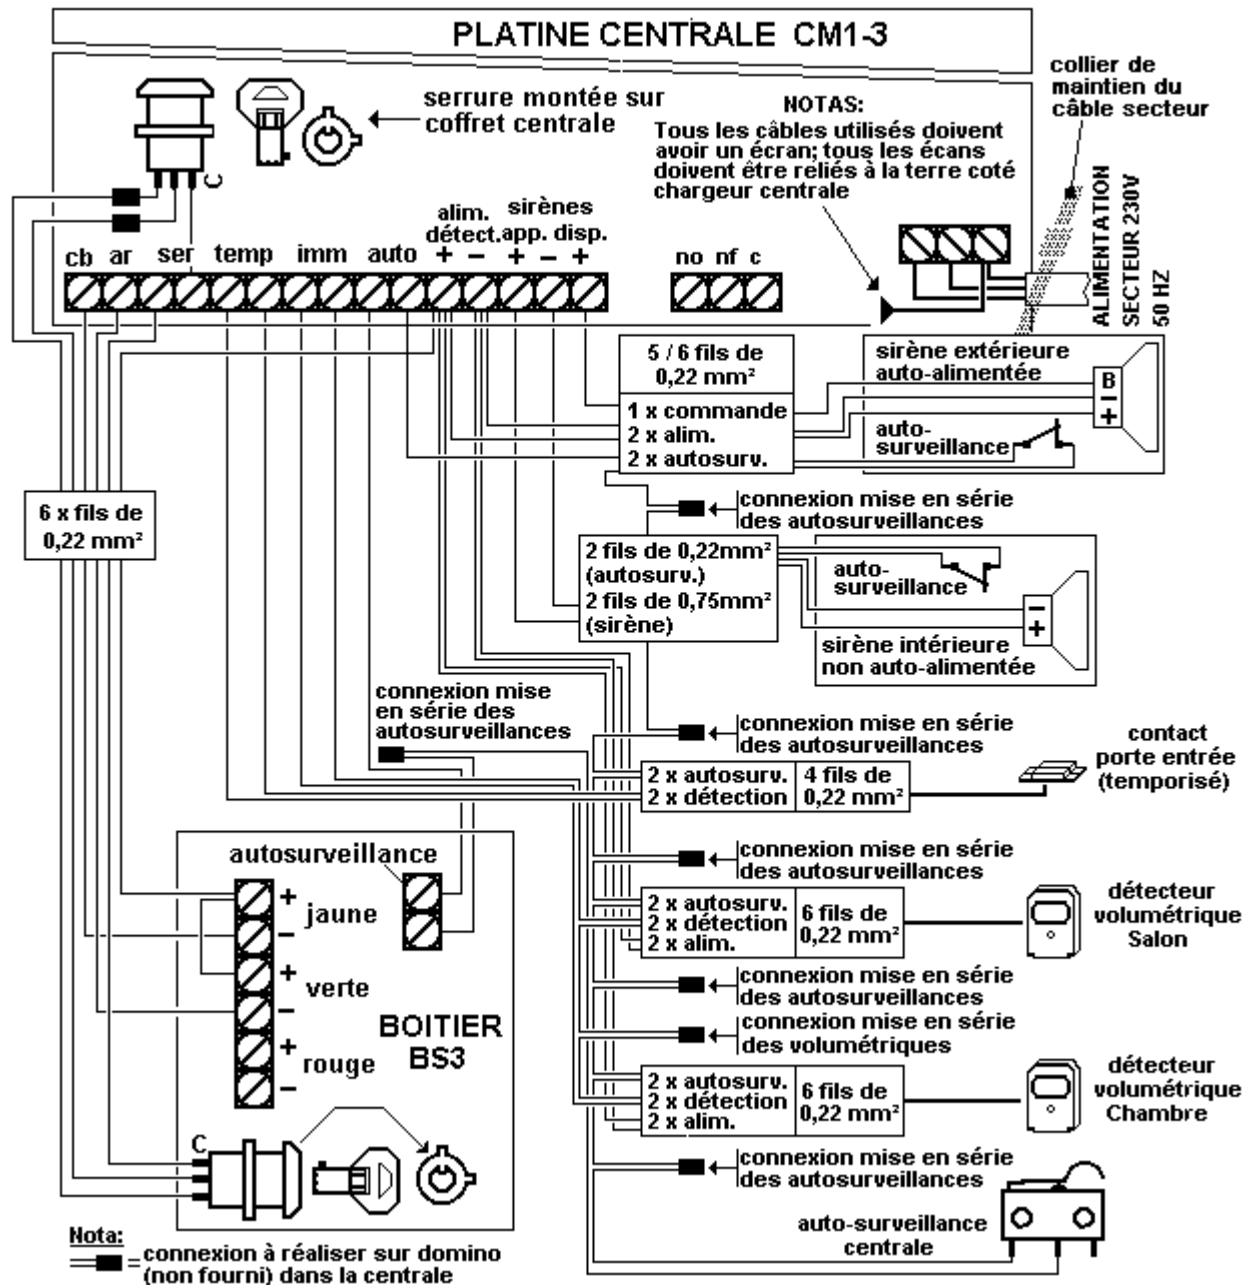 PLATINE CENTRALE CM1-3
serrure montée sur
coffret centrale
C
NOTAS:
Tous les câbles utilisés doivent
avoir un écran; tous les écans
doivent être reliés à la terre coté
chargeur centrale
collier de
maintien du
câble secteur
ALIMENTATION
SECTEUR 230V
50 HZ
alim. sirènes
détect. app. disp.
cb ar ser temp imm auto + − + − +
no nf c
5 / 6 fils de
0,22 mm²
1 x commande
2 x alim.
2 x autosurv.
sirène extérieure
auto-alimentée
B
−
+
auto-
surveillance
connexion mise en série
des autosurveillances
6 x fils de
0,22 mm²
2 fils de 0,22mm²
(autosurv.)
2 fils de 0,75mm²
(sirène)
auto-
surveillance
−
+
sirène intérieure
non auto-alimentée
connexion mise
en série des
autosurveillances
connexion mise en série
des autosurveillances
contact
porte entrée
(temporisé)
2 x autosurv.
2 x détection
4 fils de
0,22 mm²
connexion mise en série
des autosurveillances
2 x autosurv.
2 x détection
2 x alim.
6 fils de
0,22 mm²
détecteur
volumétrique
Salon
connexion mise en série
des autosurveillances
connexion mise en série
des volumétriques
2 x autosurv.
2 x détection
2 x alim.
6 fils de
0,22 mm²
détecteur
volumétrique
Chambre
connexion mise en série
des autosurveillances
auto-surveillance
centrale
autosurveillance
+
jaune
−
+
verte
−
+
rouge
−
BOITIER
BS3
C
Nota:
= connexion à réaliser sur domino
(non fourni) dans la centrale